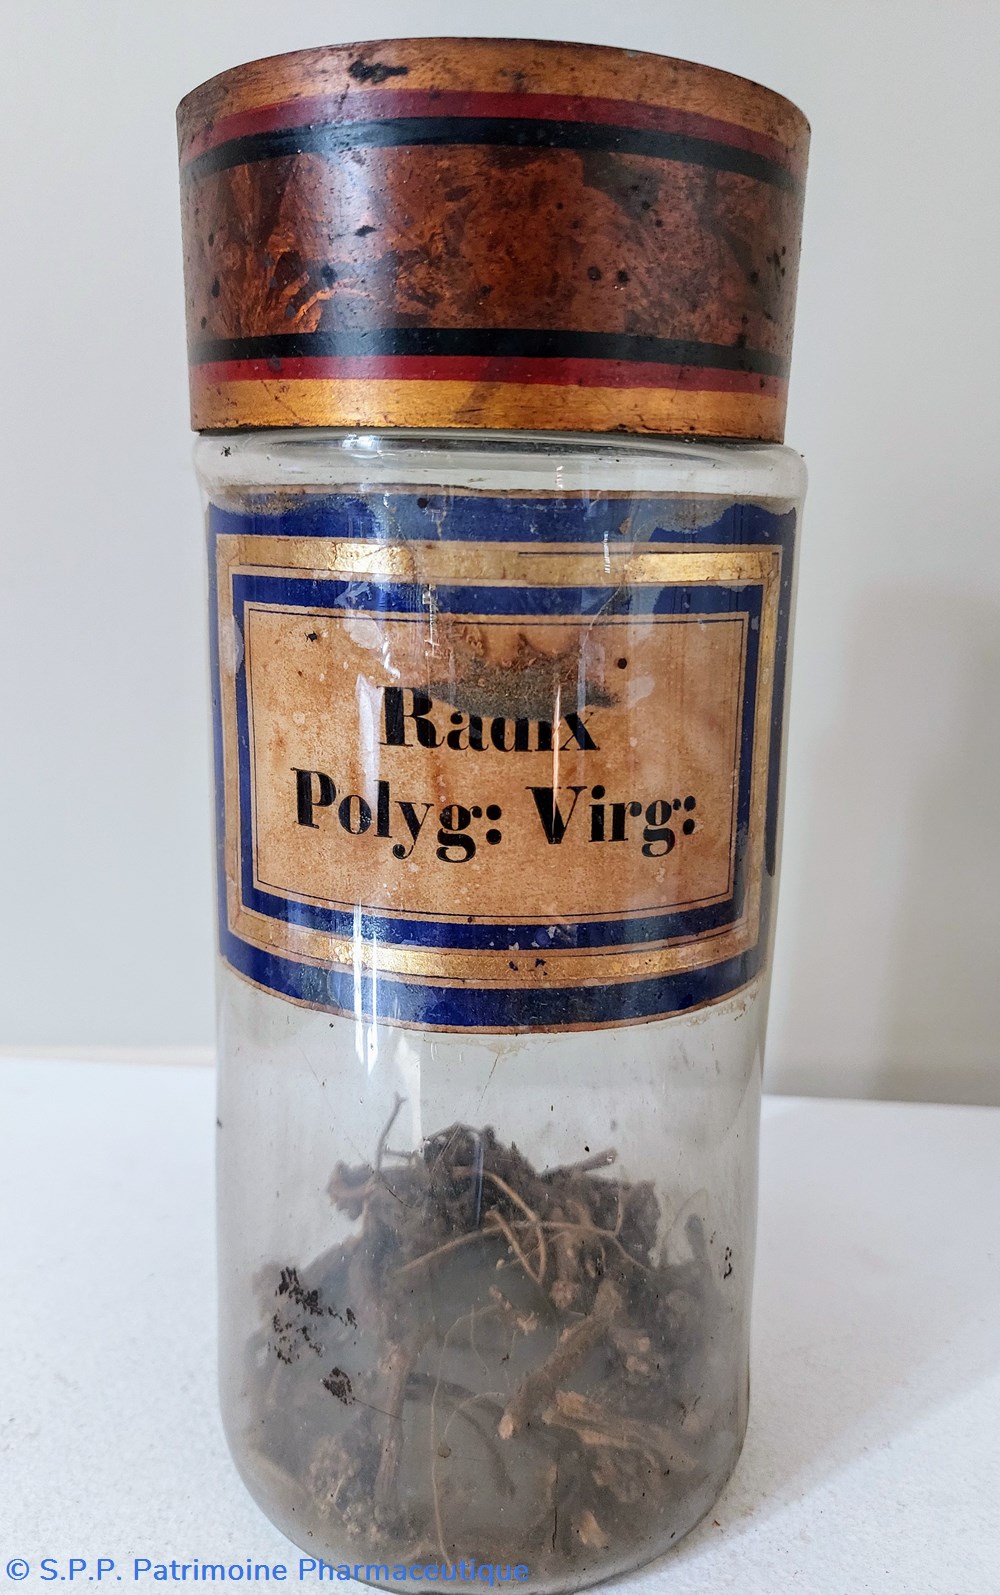 Radix
Polyg: Virg:
© S.P.P. Patrimoine Pharmaceutique